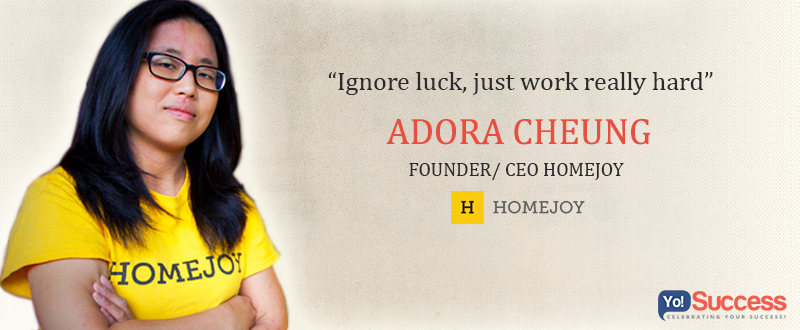 “Ignore luck, just work really hard”
ADORA CHEUNG
FOUNDER/ CEO HOMEJOY
H HOMEJOY
HOMEJOY
Yo! Success
CELEBRATING YOUR SUCCESS!